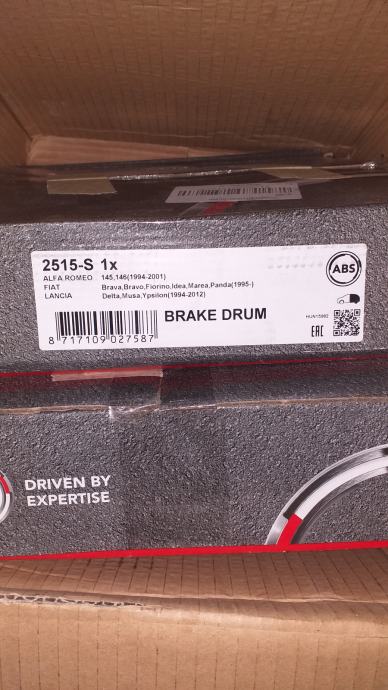 2515-S 1x
ALFA ROMEO 145,146(1994-2001)
FIAT Brava,Bravo,Fiorino,Idea,Marea,Panda(1995-)
LANCIA Delta,Musa,Ypsilon(1994-2012)
ABS
BRAKE DRUM
8 717109 027587
EAC
DRIVEN BY
EXPERTISE